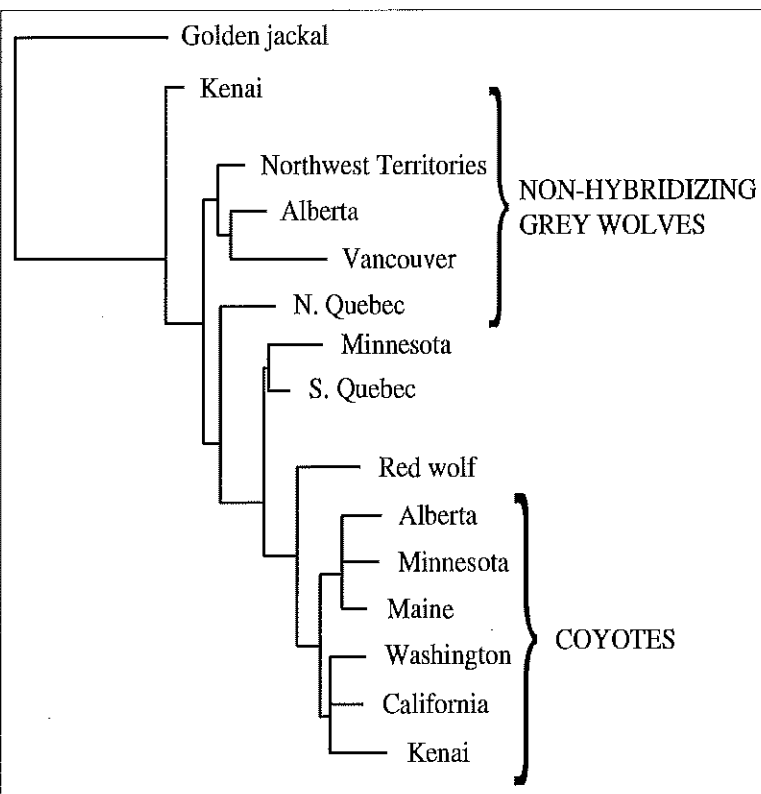 Golden jackal
Kenai
Northwest Territories
Alberta
Vancouver
N. Quebec
NON-HYBRIDIZING
GREY WOLVES
Minnesota
S. Quebec
Red wolf
Alberta
Minnesota
Maine
Washington
California
Kenai
COYOTES